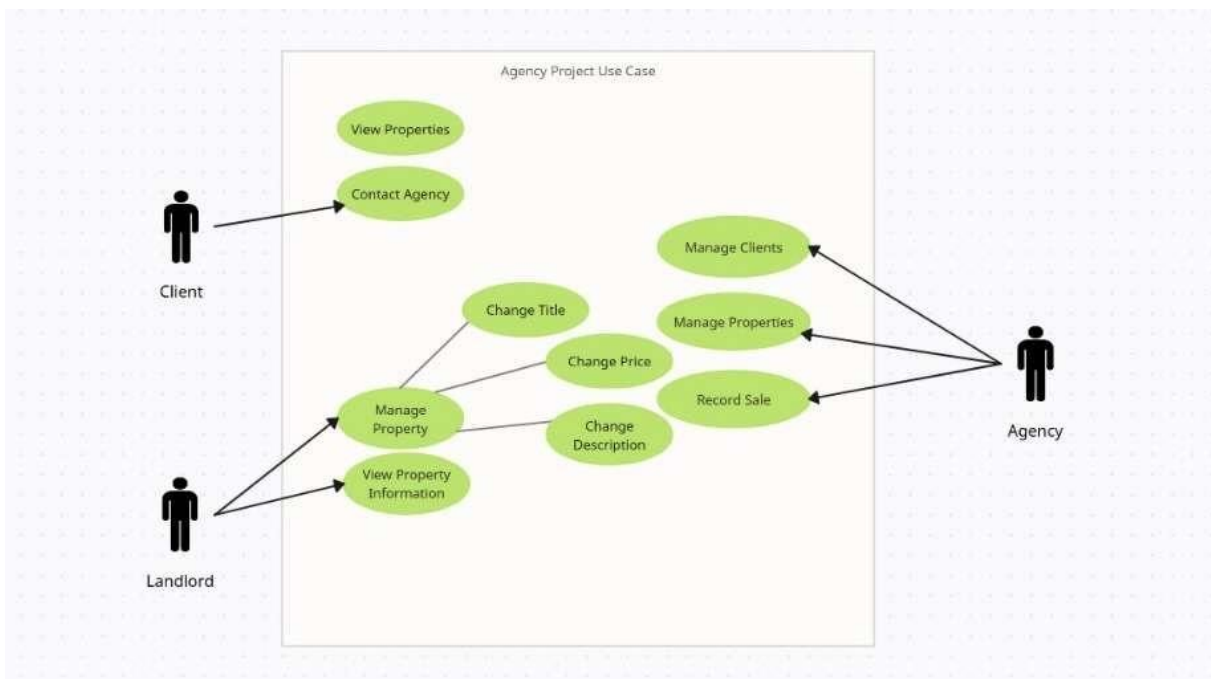 Agency Project Use Case
View Properties
Contact Agency
Client
Manage Clients
Change Title
Manage Properties
Change Price
Record Sale
Manage
Property
Change
Description
Agency
View Property
Information
Landlord